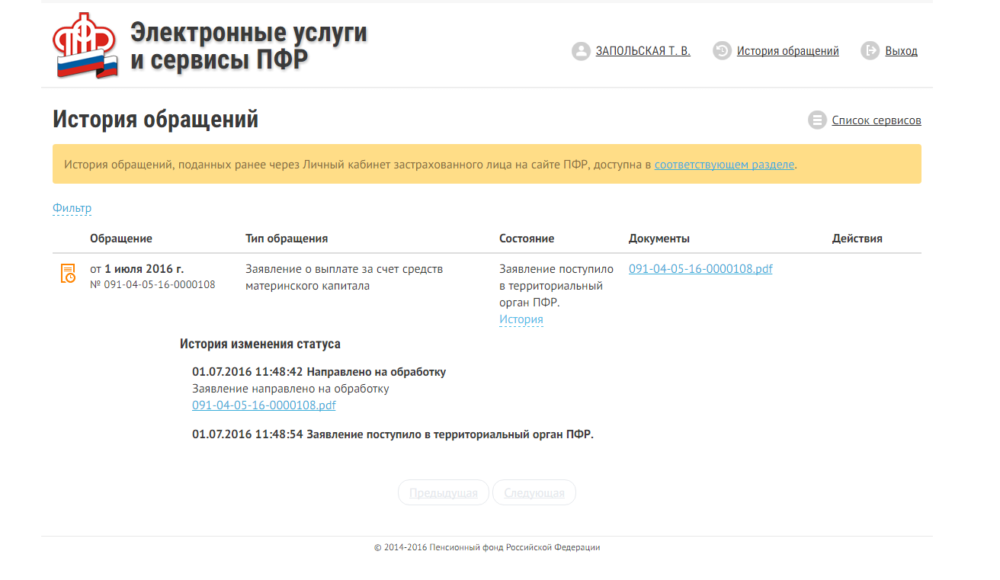 Электронные услуги
и сервисы ПФР
ЗАПОЛЬСКАЯ Т. В.
История обращений
Выход
История обращений
Список сервисов
История обращений, поданных ранее через Личный кабинет застрахованного лица на сайте ПФР, доступна в соответствующем разделе.
Фильтр
Обращение Тип обращения Состояние Документы Действия
от 1 июля 2016 г.
№ 091-04-05-16-0000108
Заявление о выплате за счет средств
материнского капитала
Заявление поступило
в территориальный
орган ПФР.
История
091-04-05-16-0000108.pdf
История изменения статуса
01.07.2016 11:48:42 Направлено на обработку
Заявление направлено на обработку
091-04-05-16-0000108.pdf
01.07.2016 11:48:54 Заявление поступило в территориальный орган ПФР.
Предыдущая Следующая
© 2014-2016 Пенсионный фонд Российской Федерации